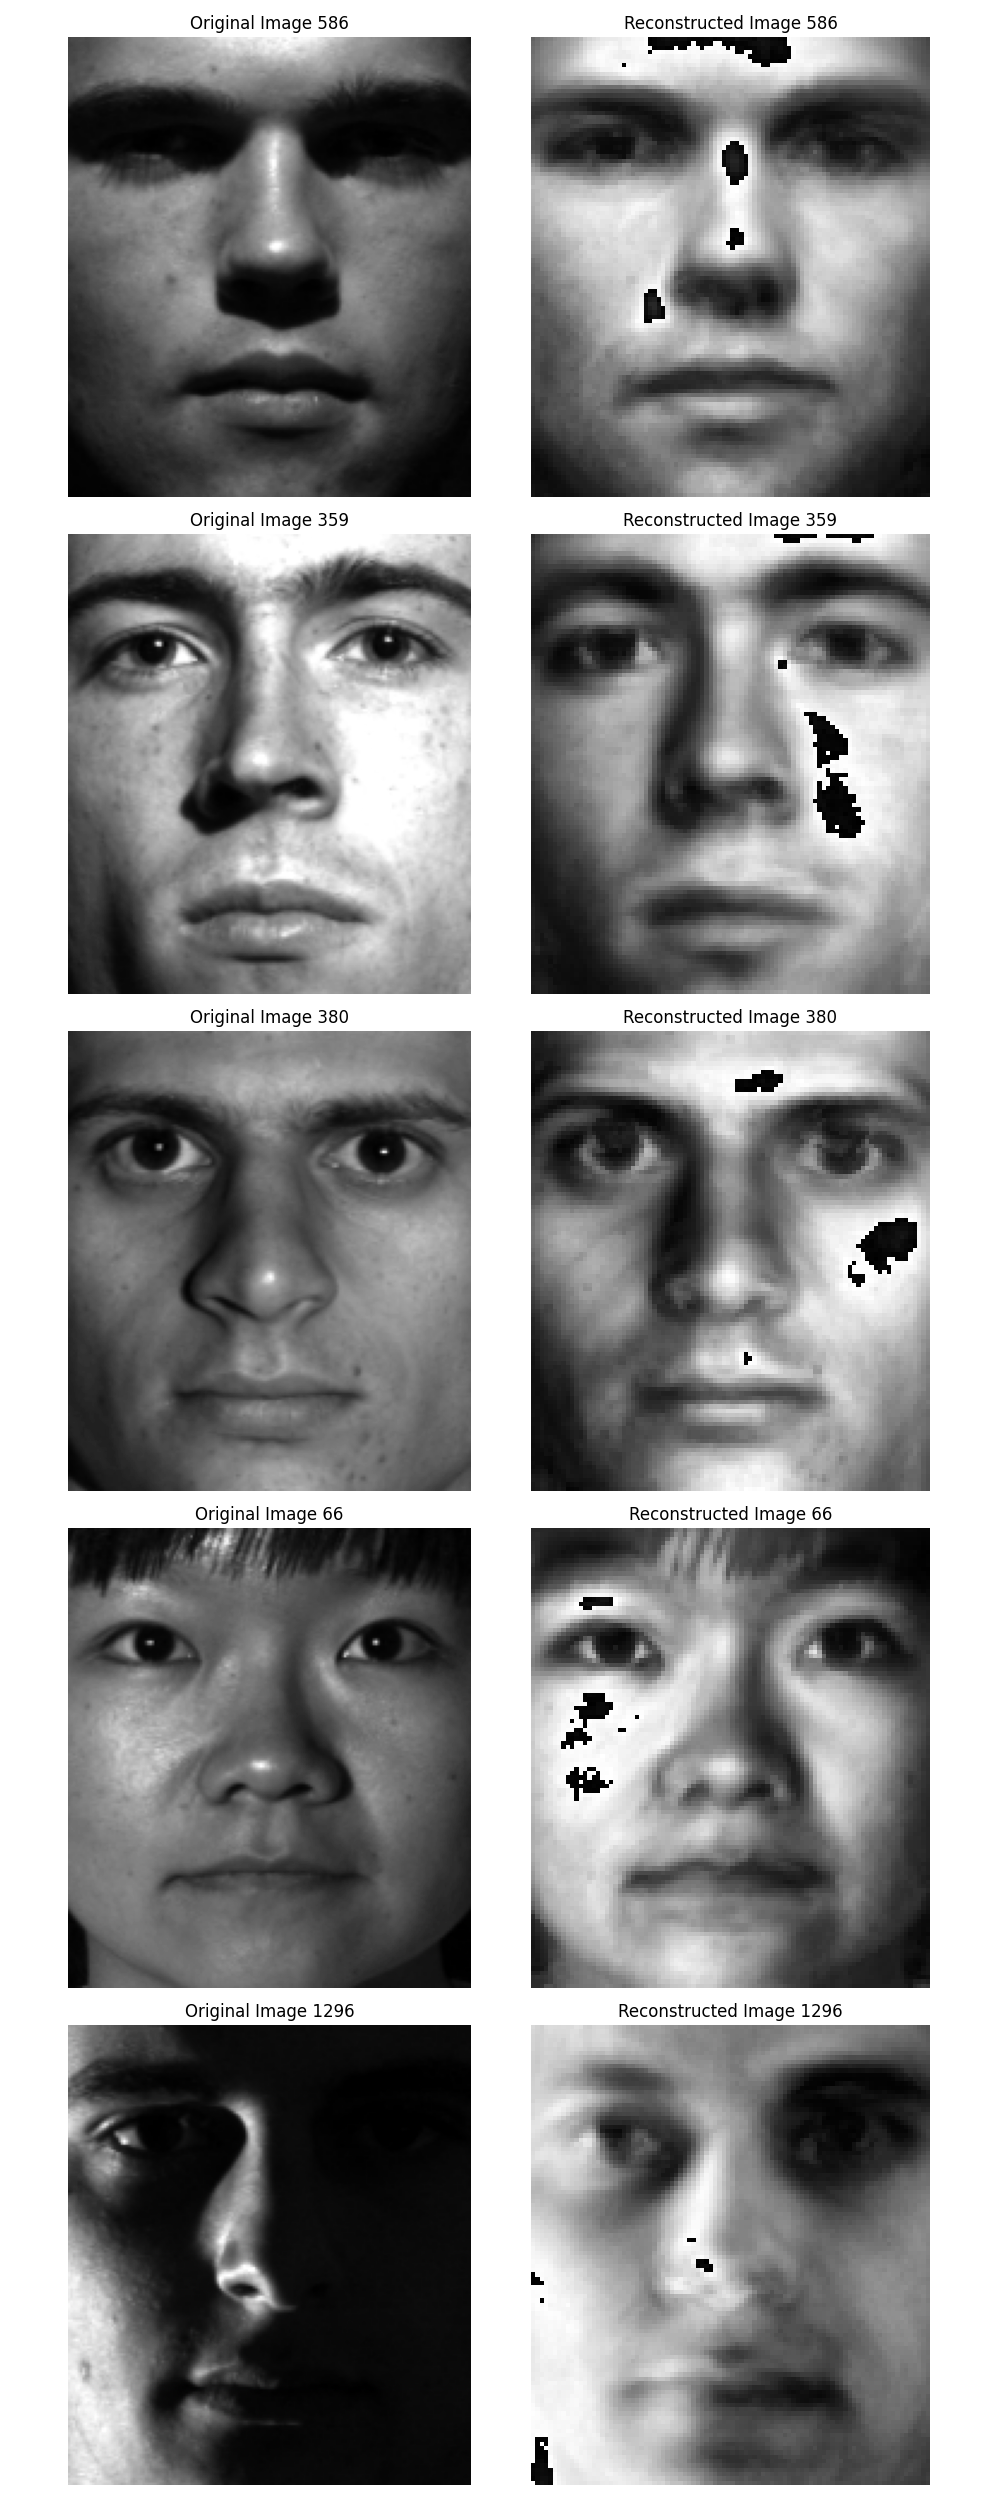 Original Image 586
Reconstructed Image 586
Original Image 359
Reconstructed Image 359
Original Image 380
Reconstructed Image 380
Original Image 66
Reconstructed Image 66
Original Image 1296
Reconstructed Image 1296